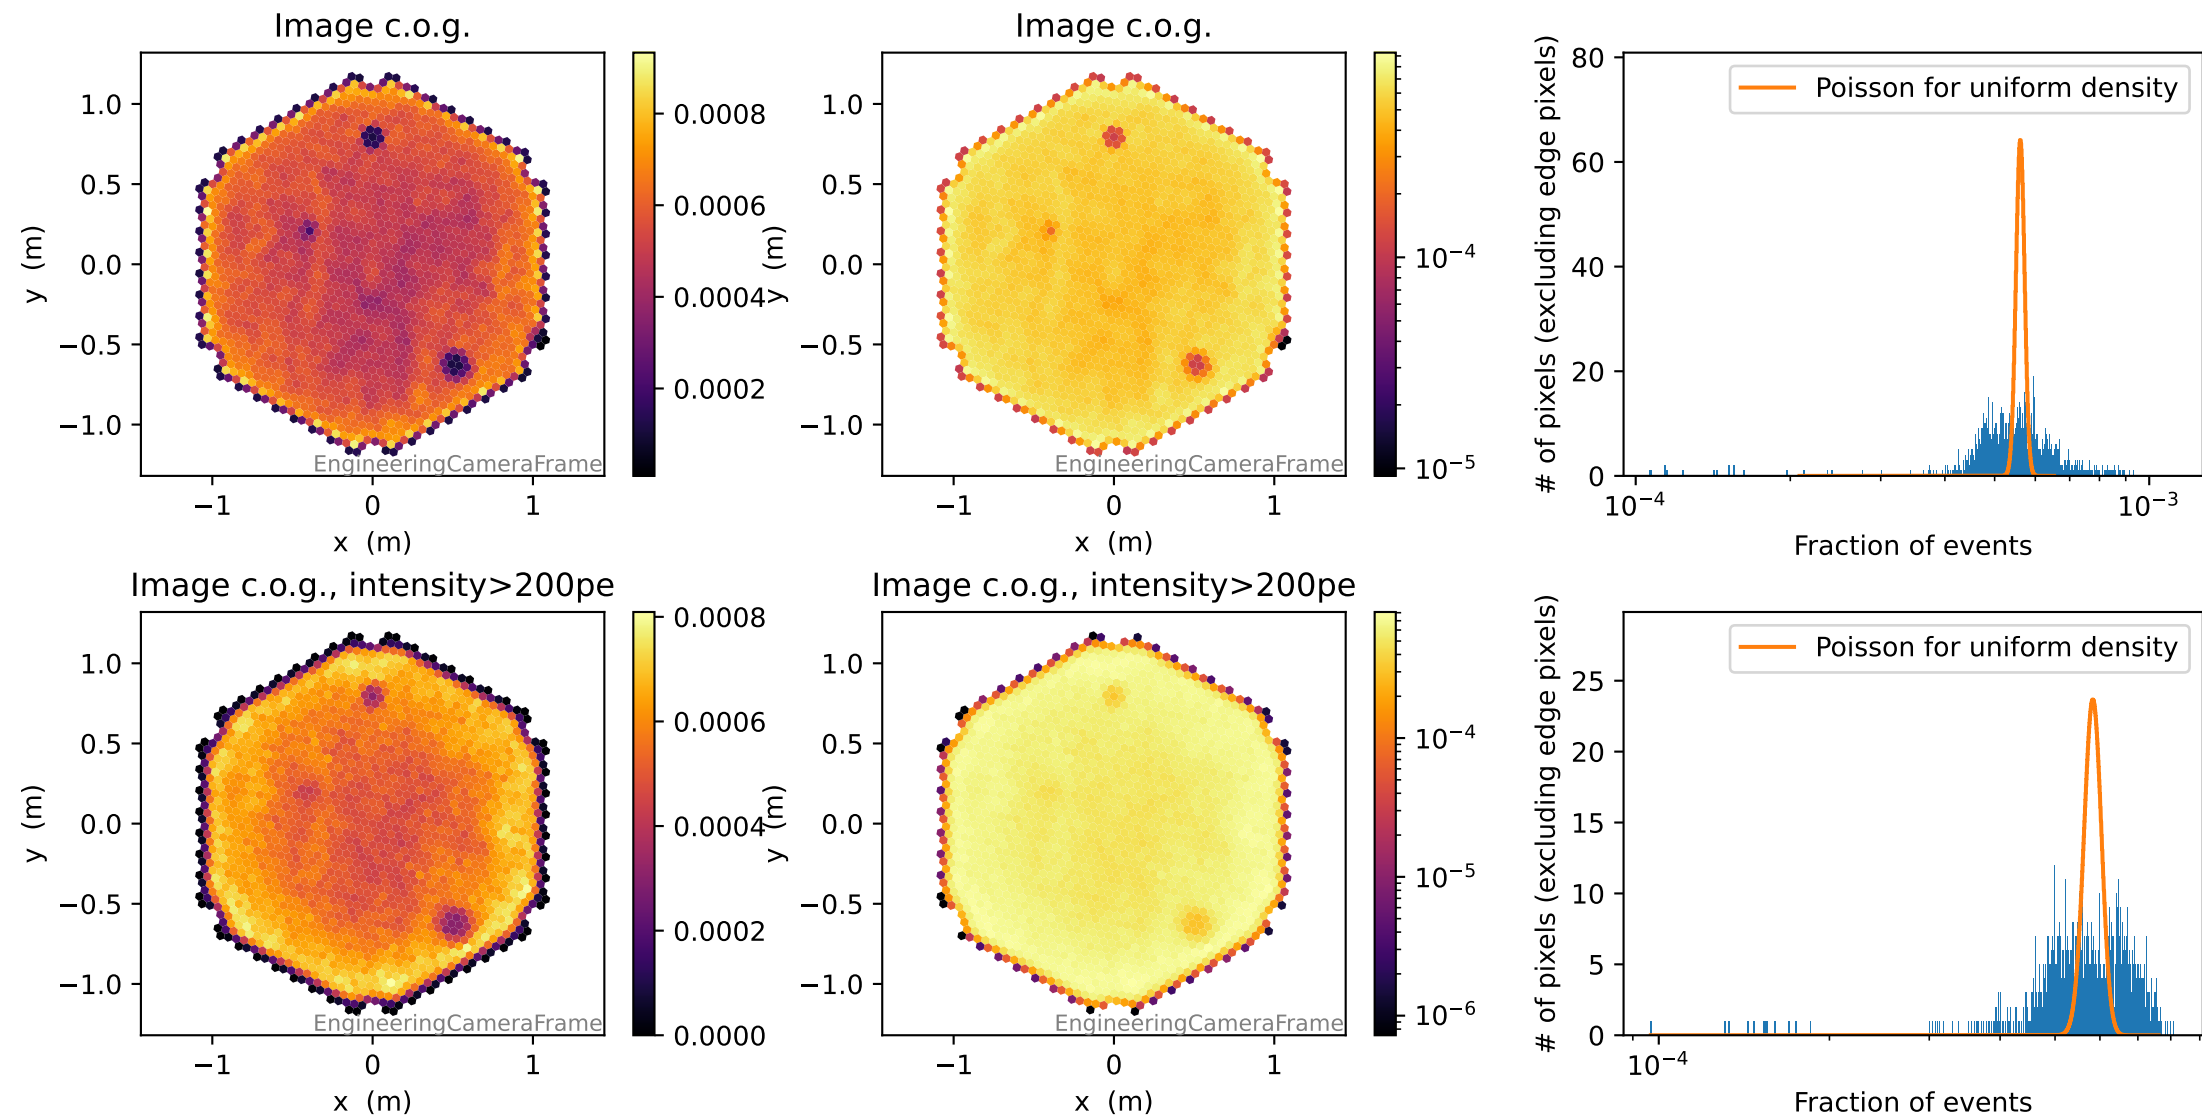 Image c.o.g.
1.0
0.5
0.0
−0.5
−1.0
y (m)
EngineeringCameraFrame
−1
0
1
x (m)
0.0008
0.0006
0.0004
0.0002
Image c.o.g.
1.0
0.5
0.0
−0.5
−1.0
y (m)
EngineeringCameraFrame
−1
0
1
x (m)
10⁻⁴
10⁻⁵
# of pixels (excluding edge pixels)
80
60
40
20
0
Poisson for uniform density
10⁻⁴
10⁻³
Fraction of events
Image c.o.g., intensity>200pe
1.0
0.5
0.0
−0.5
−1.0
y (m)
EngineeringCameraFrame
−1
0
1
x (m)
0.0008
0.0006
0.0004
0.0002
0.0000
Image c.o.g., intensity>200pe
1.0
0.5
0.0
−0.5
−1.0
y (m)
EngineeringCameraFrame
−1
0
1
x (m)
10⁻⁴
10⁻⁵
10⁻⁶
# of pixels (excluding edge pixels)
25
20
15
10
5
0
Poisson for uniform density
10⁻⁴
Fraction of events